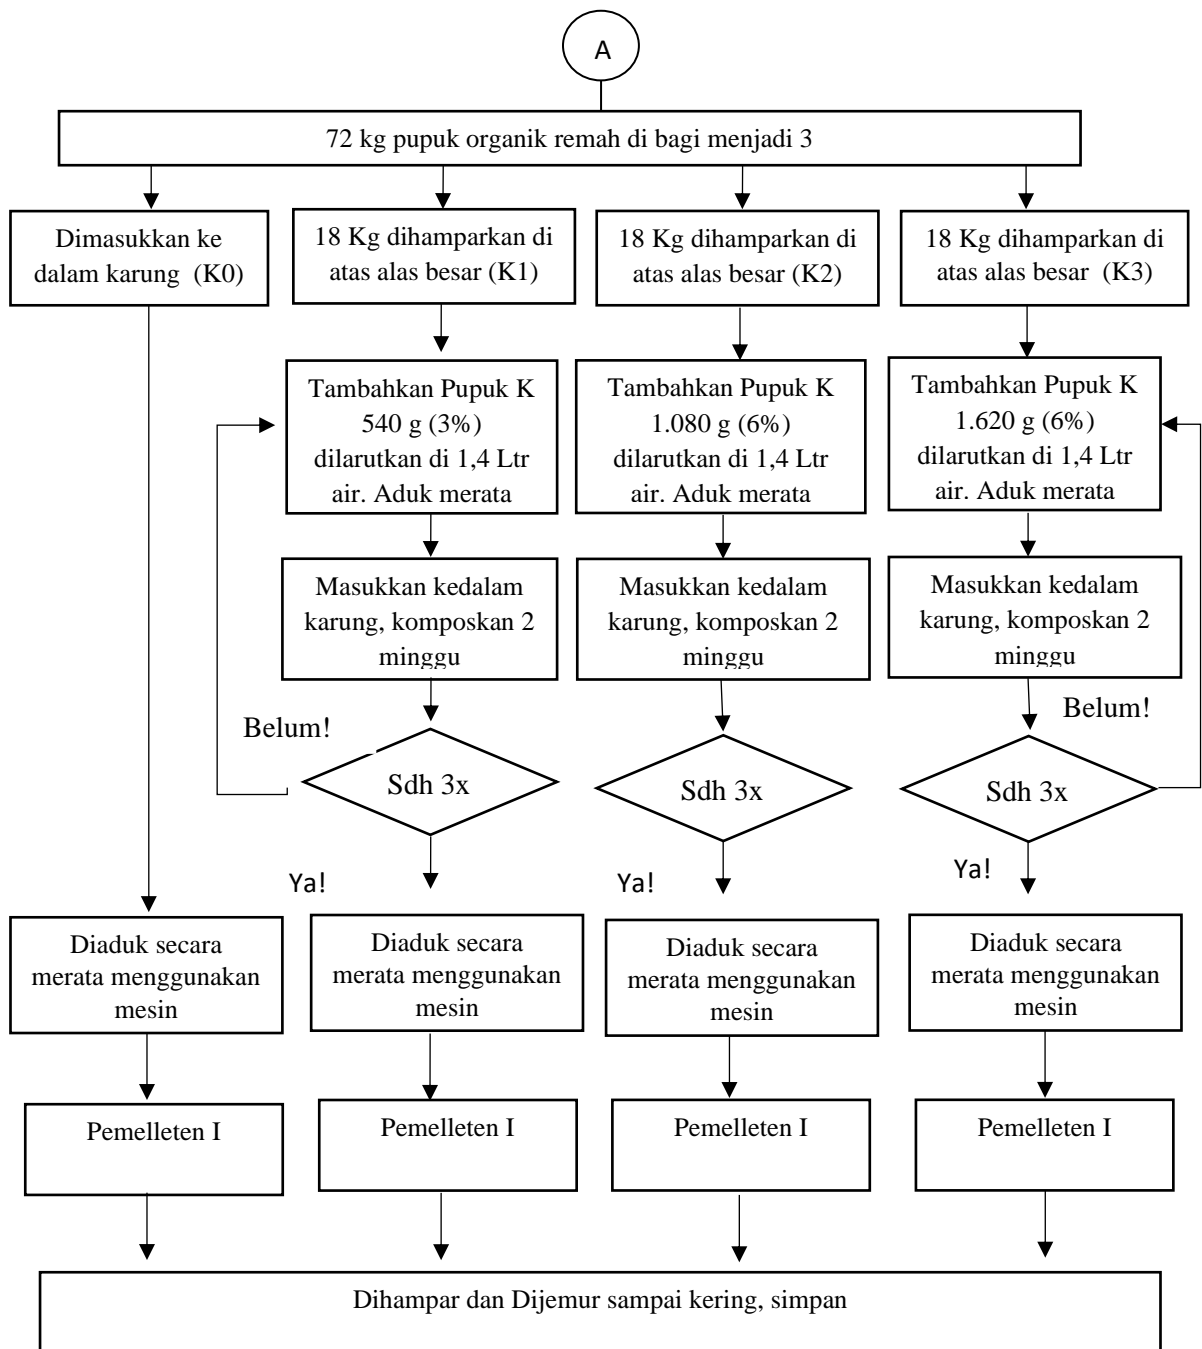 A
72 kg pupuk organik remah di bagi menjadi 3
Dimasukkan ke
dalam karung (K0)
18 Kg dihamparkan di
atas alas besar (K1)
18 Kg dihamparkan di
atas alas besar (K2)
18 Kg dihamparkan di
atas alas besar (K3)
Tambahkan Pupuk K
540 g (3%)
dilarutkan di 1,4 Ltr
air. Aduk merata
Tambahkan Pupuk K
1.080 g (6%)
dilarutkan di 1,4 Ltr
air. Aduk merata
Tambahkan Pupuk K
1.620 g (6%)
dilarutkan di 1,4 Ltr
air. Aduk merata
Masukkan kedalam
karung, komposkan 2
minggu
Masukkan kedalam
karung, komposkan 2
minggu
Masukkan kedalam
karung, komposkan 2
minggu
Belum!
Belum!
Sdh 3x
Sdh 3x
Sdh 3x
Ya!
Ya!
Ya!
Diaduk secara
merata menggunakan
mesin
Diaduk secara
merata menggunakan
mesin
Diaduk secara
merata menggunakan
mesin
Diaduk secara
merata menggunakan
mesin
Pemelleten I
Pemelleten I
Pemelleten I
Pemelleten I
Dihampar dan Dijemur sampai kering, simpan